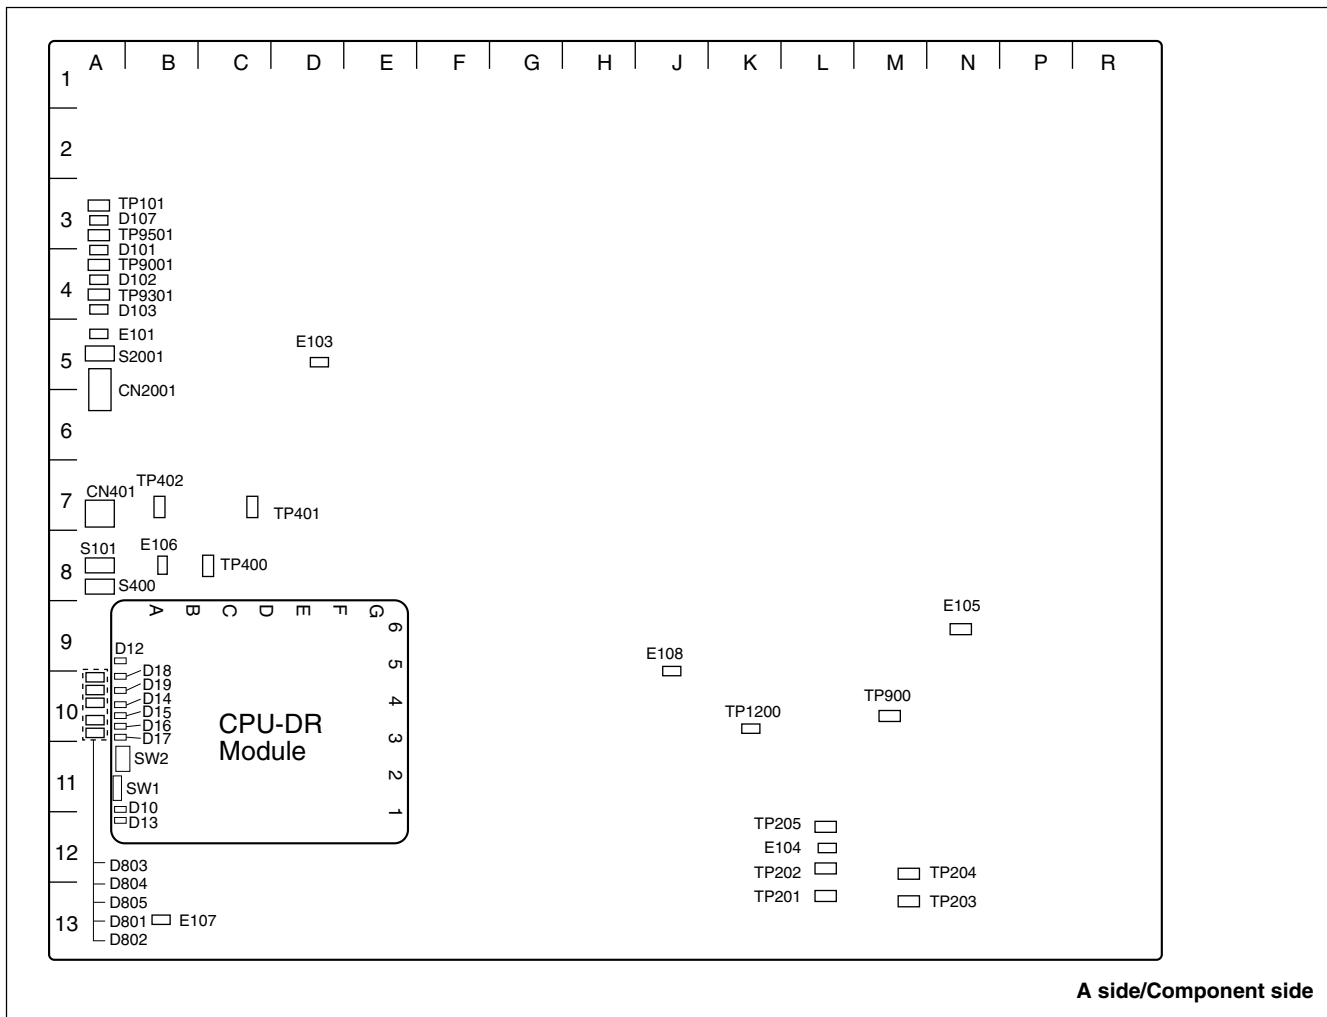 A B C D E F G H J K L M N P R
1
2
3
TP101
D107
TP9501
D101
TP9001
4
D102
TP9301
D103
E101
5
S2001
E103
CN2001
6
7
CN401
TP402
TP401
8
S101
E106
TP400
S400
A B C D E F G
6
5
4
3
2
1
9
D12
D18
D19
10
D14
D15
D16
D17
CPU-DR
Module
SW2
11
SW1
D10
D13
E105
E108
TP900
TP1200
TP205
12
E104
TP202
TP204
TP201
TP203
D803
D804
D805
13
D801
E107
D802
A side/Component side